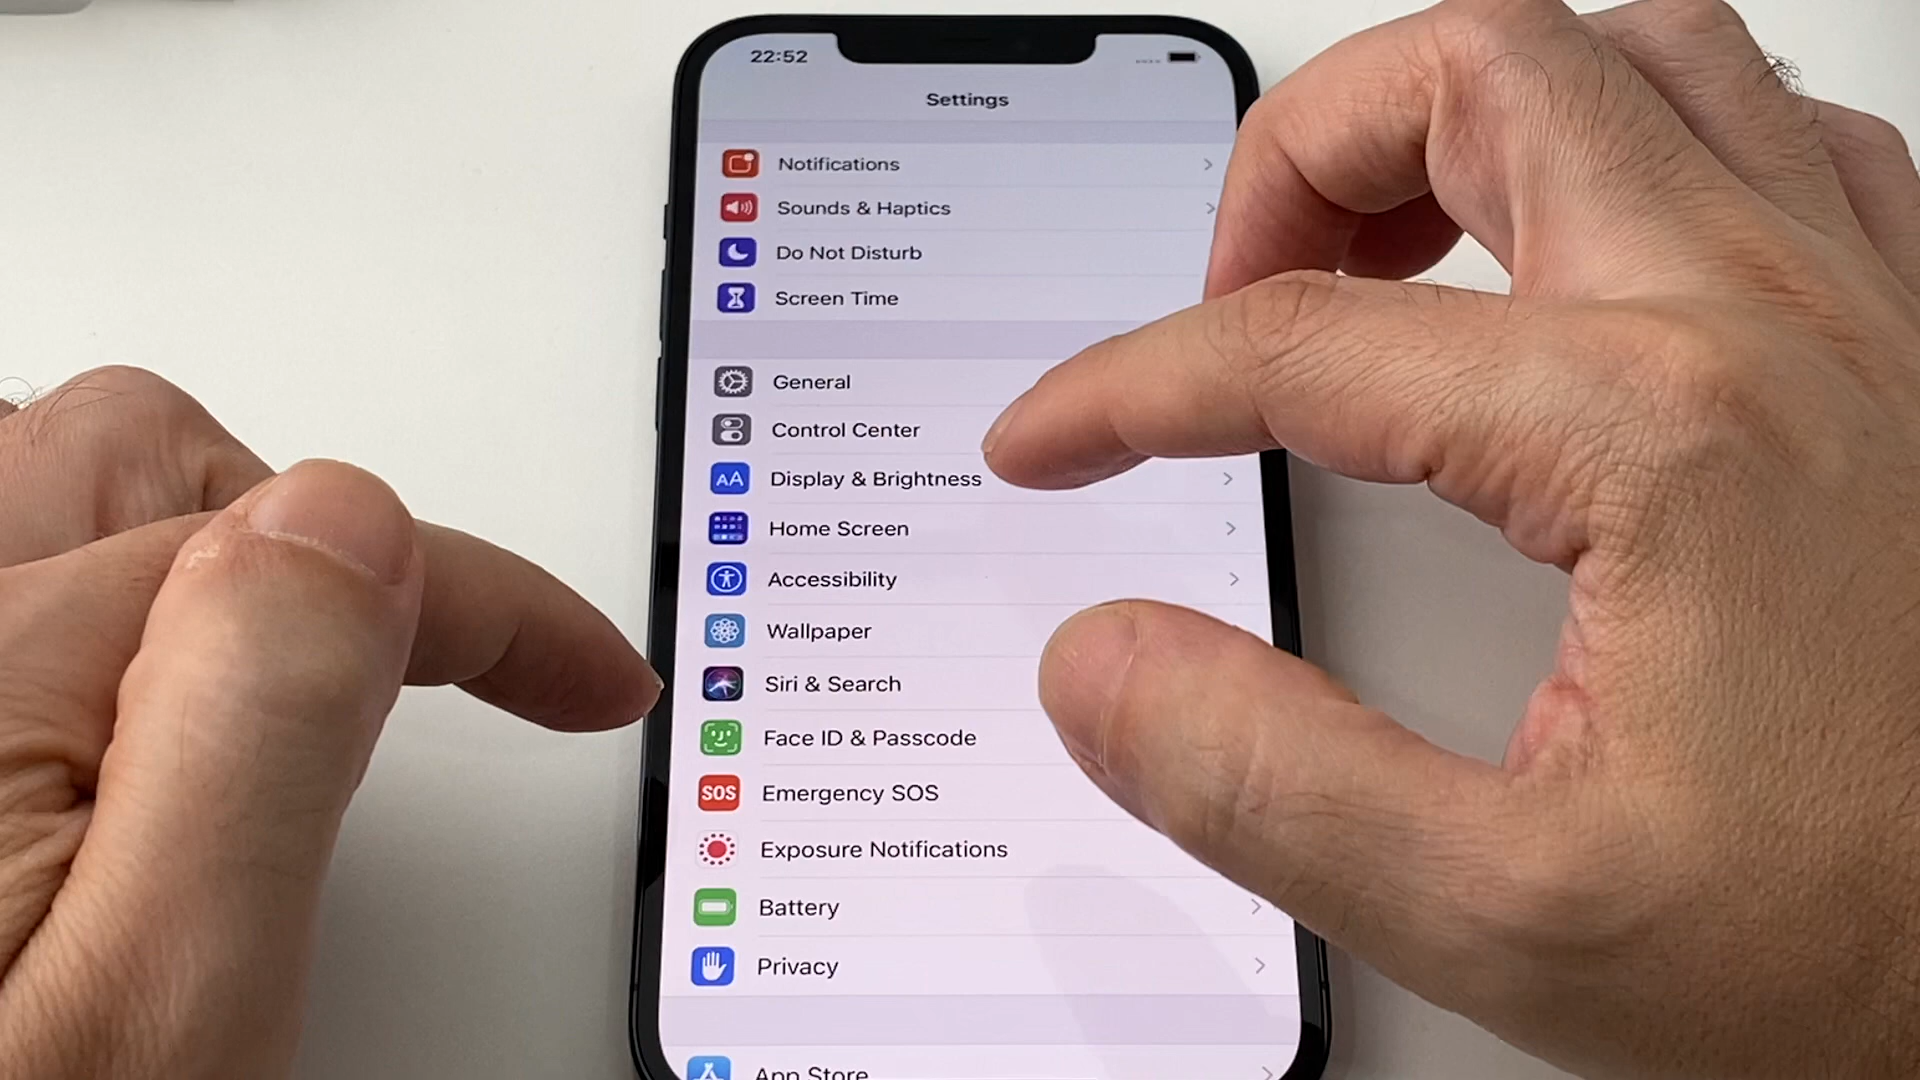 22:52
Settings
Notifications
Sounds & Haptics
Do Not Disturb
Screen Time
General
Control Center
AA Display & Brightness
Home Screen
Accessibility
Wallpaper
Siri & Search
Face ID & Passcode
SOS Emergency SOS
Exposure Notifications
Battery
Privacy
App Store